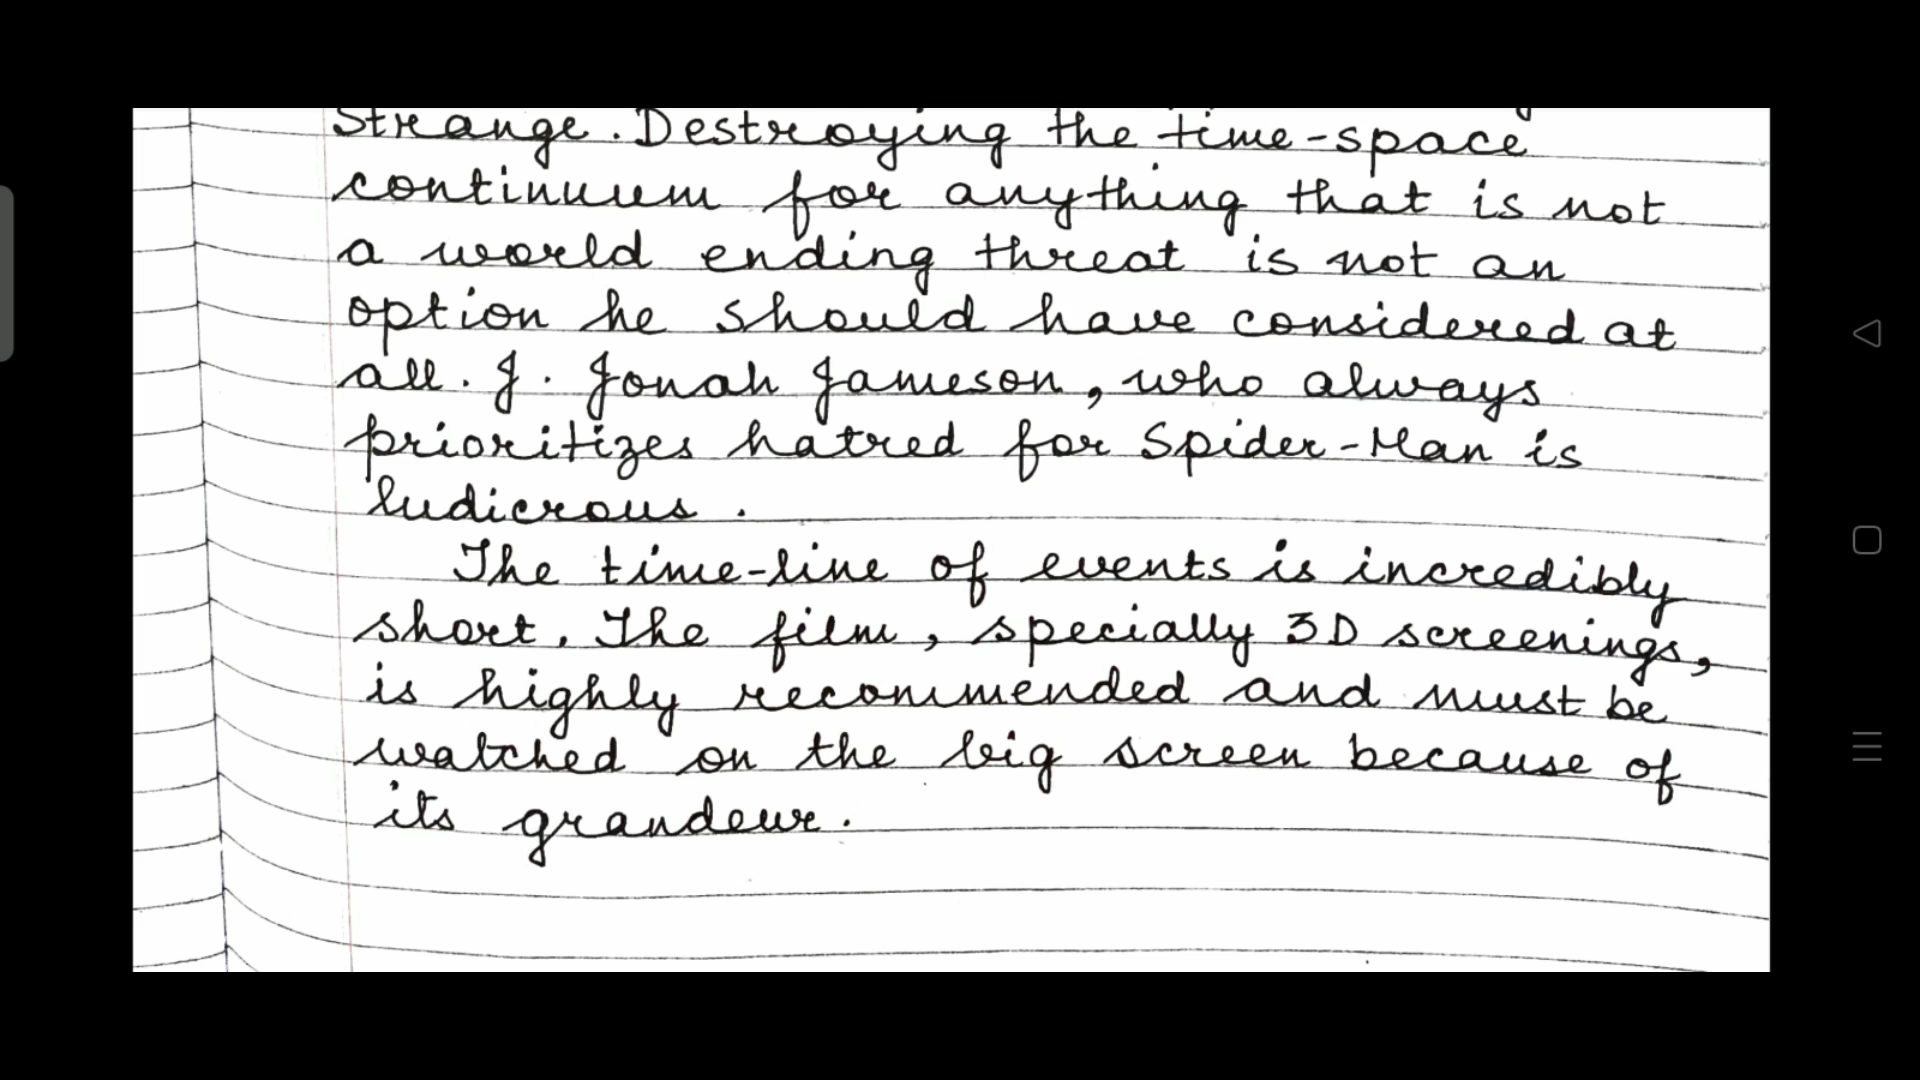 Strange. Destroying the time-space
continuum for anything that is not
a world ending threat is not an
option he should have considered at
all. J. Jonah Jameson, who always
prioritizes hatred for Spider-Man is
ludicrous.
The time-line of events is incredibly
short. The film, specially 3D screenings,
is highly recommended and must be
watched on the big screen because of
its grandeur.